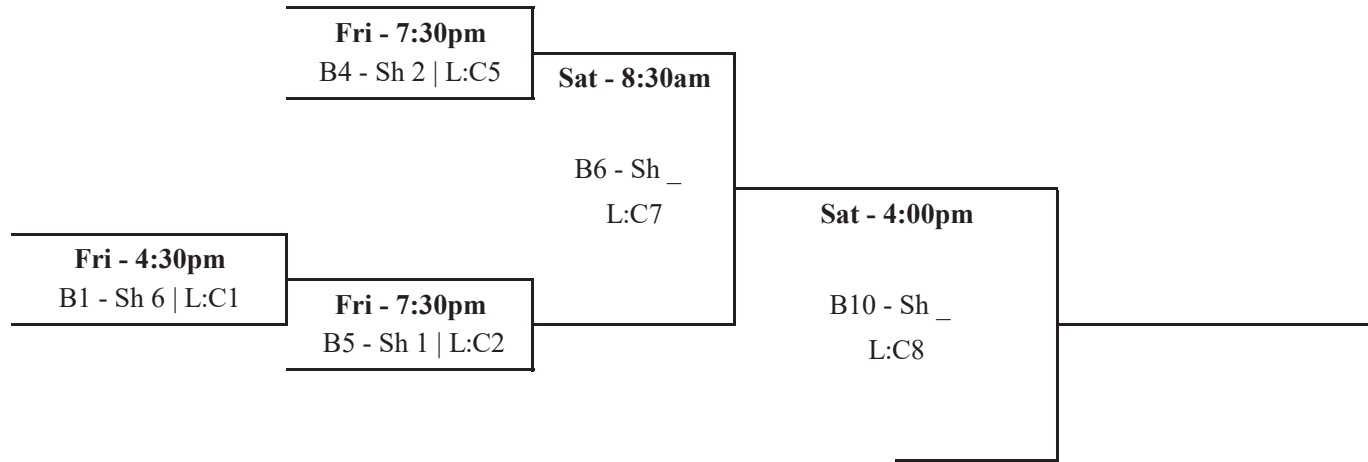 Fri - 7:30pm
B4 - Sh 2 | L:C5
Sat - 8:30am
B6 - Sh _
L:C7
Sat - 4:00pm
Fri - 4:30pm
B1 - Sh 6 | L:C1
Fri - 7:30pm
B5 - Sh 1 | L:C2
B10 - Sh _
L:C8